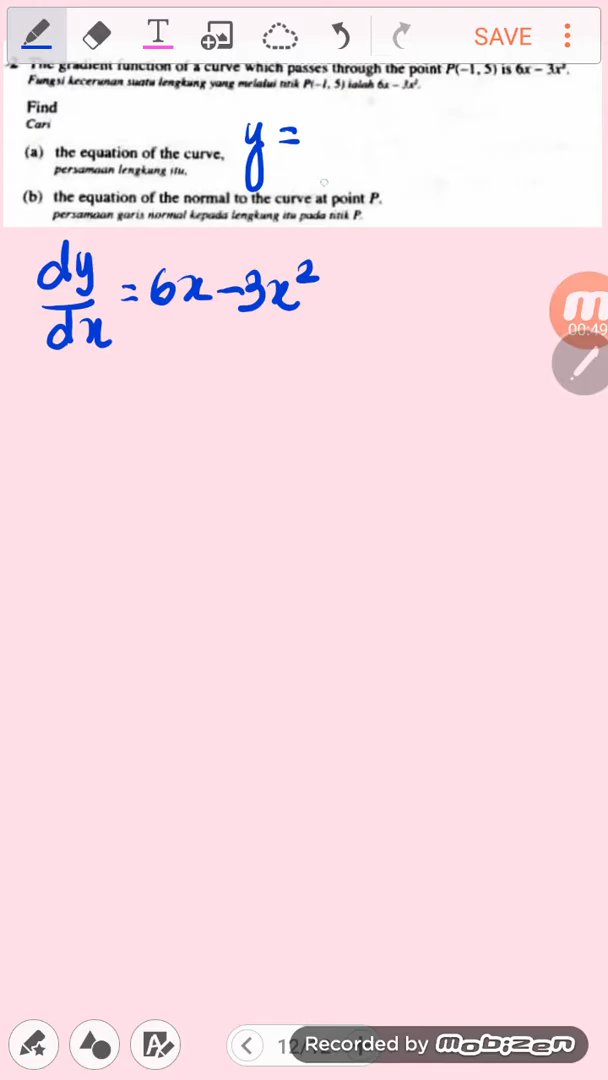 T
SAVE
The gradient function of a curve which passes through the point P(−1, 5) is 6x − 3x².
Fungsi kecerunan suatu lengkung yang melalui titik P(−1, 5) ialah 6x − 3x².
Find
Cari
(a) the equation of the curve,
persamaan lengkung itu,
y =
(b) the equation of the normal to the curve at point P.
persamaan garis normal kepada lengkung itu pada titik P.
dy/dx = 6x - 3x²
00:49
Recorded by mobizen